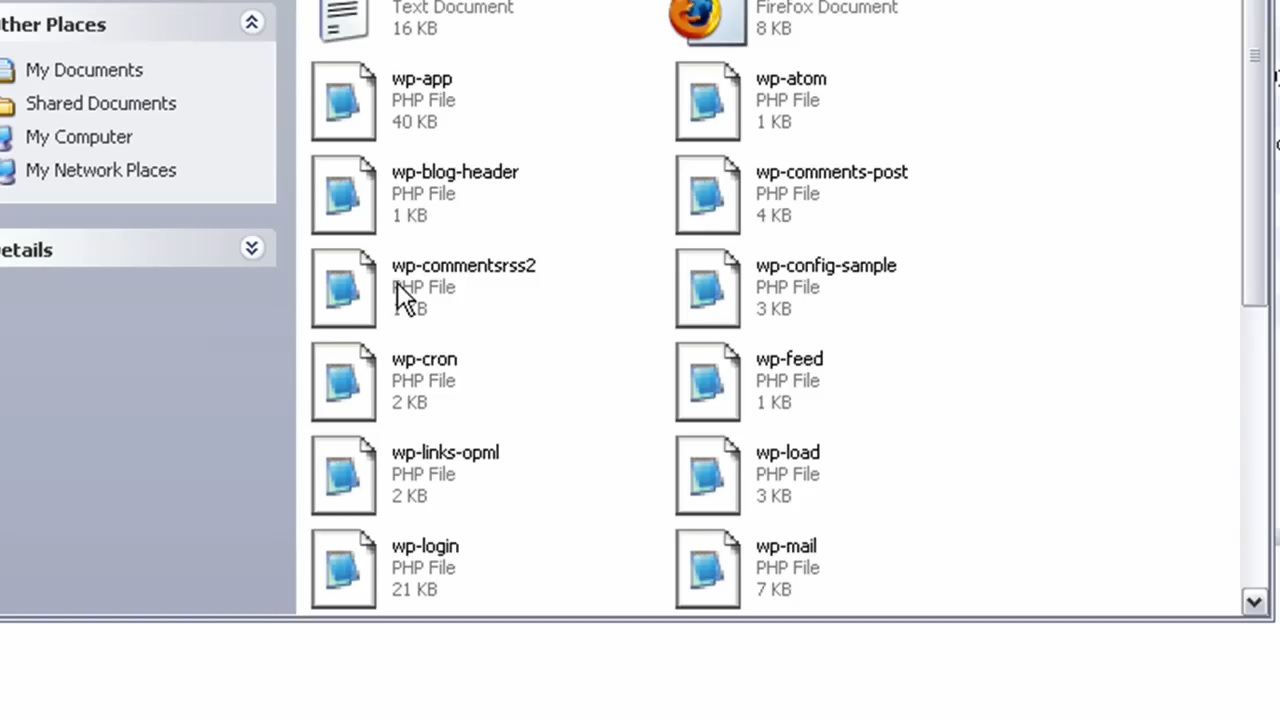 ther Places
My Documents
Shared Documents
My Computer
My Network Places
etails
Text Document
16 KB
Firefox Document
8 KB
wp-app
PHP File
40 KB
wp-atom
PHP File
1 KB
wp-blog-header
PHP File
1 KB
wp-comments-post
PHP File
4 KB
wp-commentsrss2
PHP File
1 KB
wp-config-sample
PHP File
3 KB
wp-cron
PHP File
2 KB
wp-feed
PHP File
1 KB
wp-links-opml
PHP File
2 KB
wp-load
PHP File
3 KB
wp-login
PHP File
21 KB
wp-mail
PHP File
7 KB